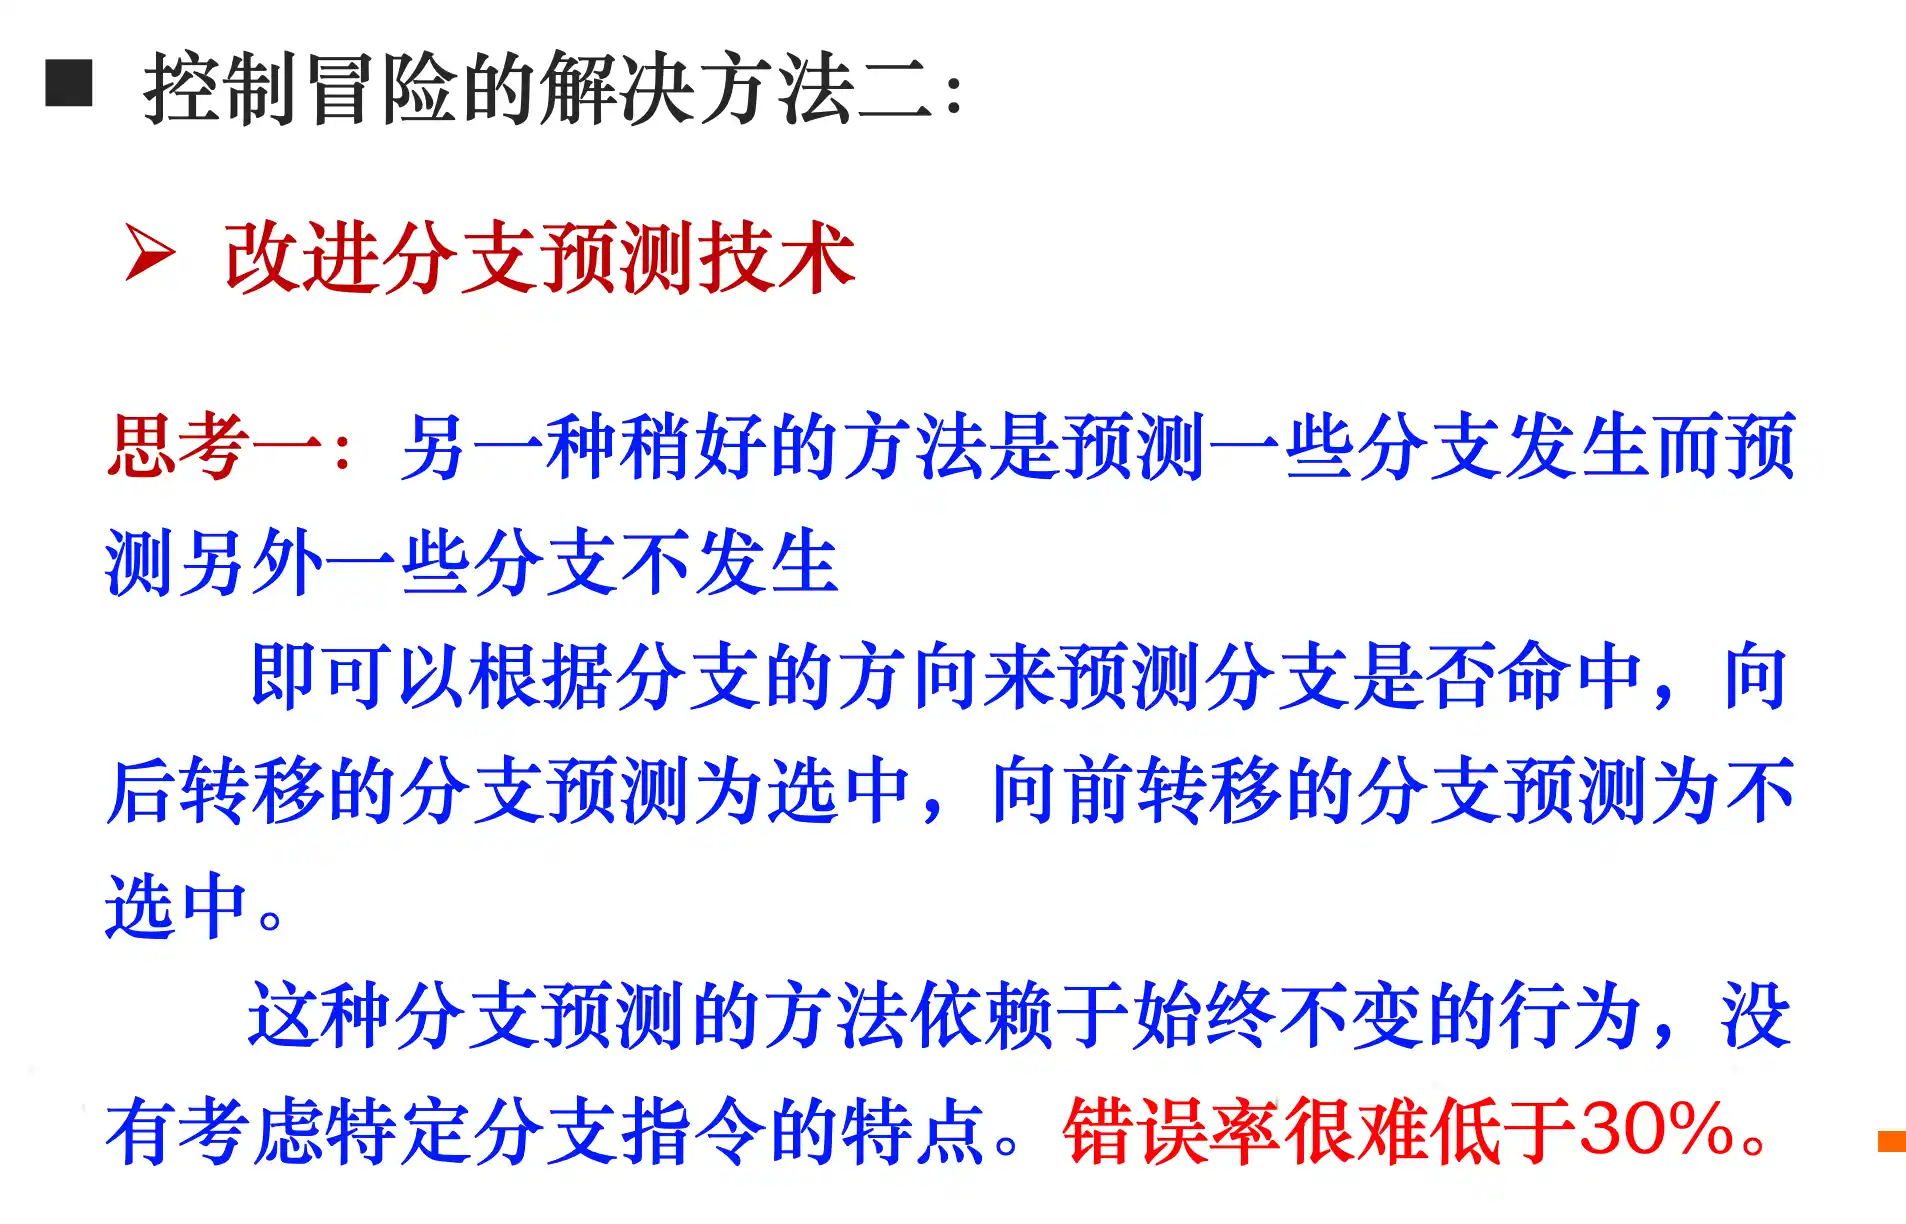 控制冒险的解决方法二：
改进分支预测技术
思考一：另一种稍好的方法是预测一些分支发生而预
测另外一些分支不发生
即可以根据分支的方向来预测分支是否命中，向
后转移的分支预测为选中，向前转移的分支预测为不
选中。
这种分支预测的方法依赖于始终不变的行为，没
有考虑特定分支指令的特点。错误率很难低于30%。